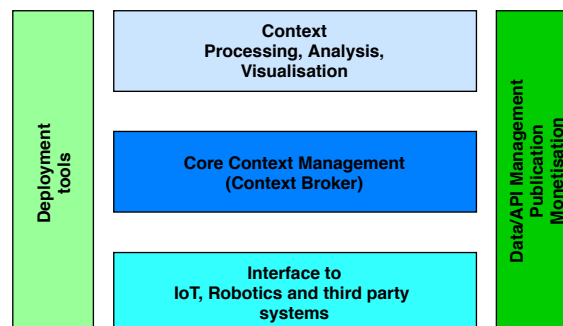 Deployment
tools
Context
Processing, Analysis,
Visualisation
Core Context Management
(Context Broker)
Interface to
IoT, Robotics and third party
systems
Data/API Management
Publication
Monetisation